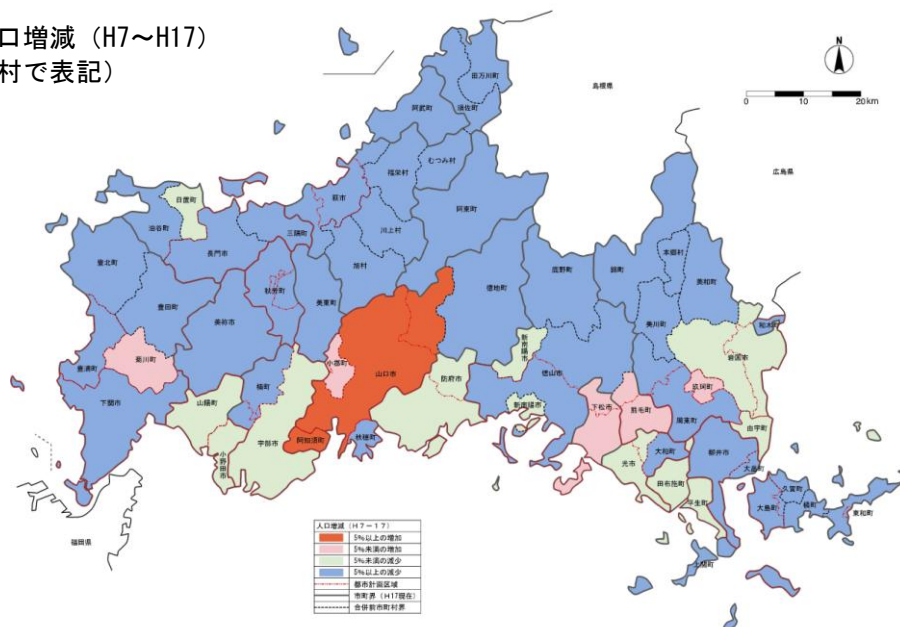 口増減（H7～H17）
村で表記）
N
0 10 20km
島根県
広島県
福岡県
田万川町
須佐町
阿武町
むつみ村
福栄村
萩市
川上村
阿東町
旭村
三隅町
日置町
油谷町
長門市
豊北町
豊田町
秋芳町
美東町
美祢市
菊川町
豊浦町
下関市
山陽町
楠町
宇部市
小野田市
小郡町
山口市
阿知須町
秋穂町
防府市
徳地町
鹿野町
錦町
本郷村
美和町
美川町
新南陽市
新南陽市
徳山市
下松市
熊毛町
周東町
玖珂町
岩国市
和木町
由宇町
光市
大和町
田布施町
平生町
柳井市
大畠町
大島町
久賀町
橘町
東和町
上関町
人口増減（H7－17）
5％以上の増加
5％未満の増加
5％未満の減少
5％以上の減少
都市計画区域
市町界（H17現在）
合併前市町村界